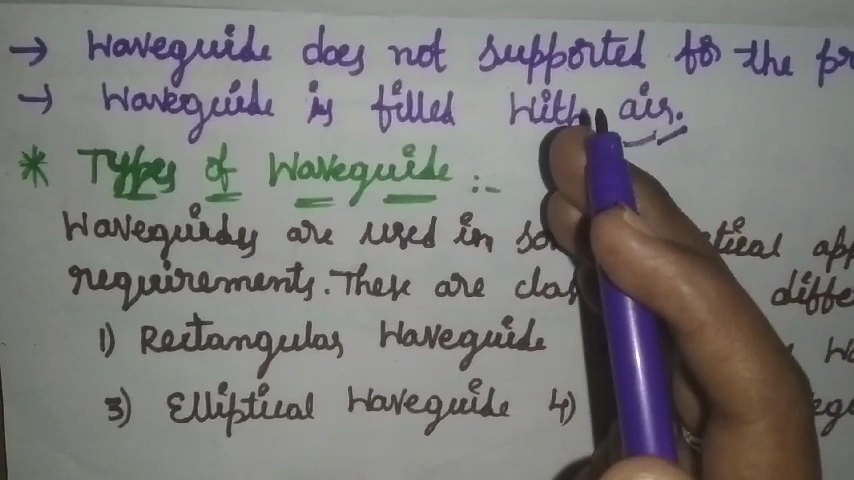 → Waveguide does not supported for the
→ Waveguide is filled with air.
* Types of Waveguide :-
Waveguides are used in
requirements. These are
1) Rectangular Waveguide
3) Elliptical Waveguide 4)